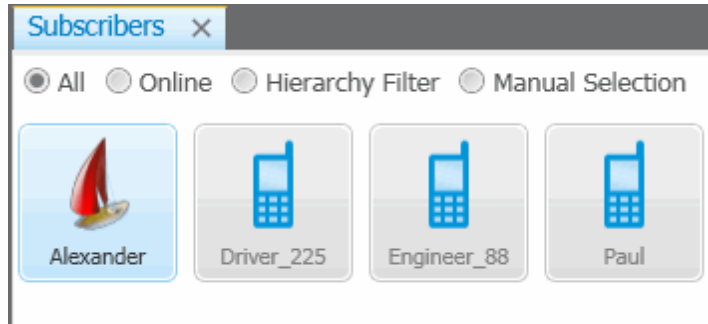 Subscribers
All Online Hierarchy Filter Manual Selection
Alexander Driver_225 Engineer_88 Paul